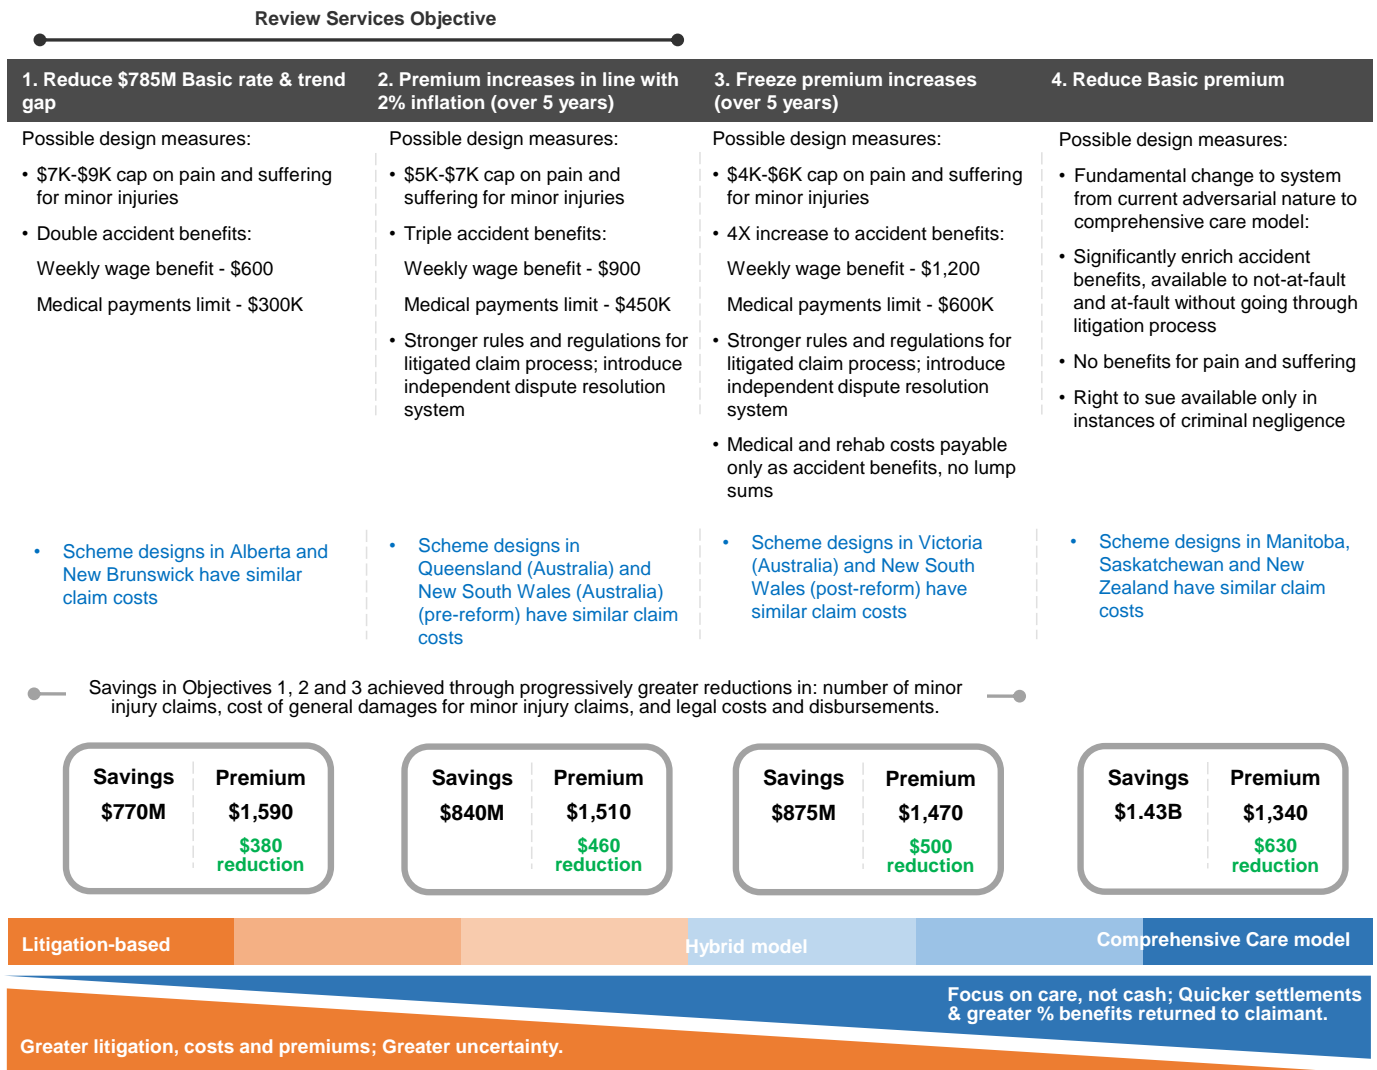 Review Services Objective
1. Reduce $785M Basic rate & trend
gap
2. Premium increases in line with
2% inflation (over 5 years)
3. Freeze premium increases
(over 5 years)
4. Reduce Basic premium
Possible design measures:
• $7K-$9K cap on pain and suffering
for minor injuries
• Double accident benefits:
Weekly wage benefit - $600
Medical payments limit - $300K
Possible design measures:
• $5K-$7K cap on pain and
suffering for minor injuries
• Triple accident benefits:
Weekly wage benefit - $900
Medical payments limit - $450K
• Stronger rules and regulations for
litigated claim process; introduce
independent dispute resolution
system
Possible design measures:
• $4K-$6K cap on pain and suffering
for minor injuries
• 4X increase to accident benefits:
Weekly wage benefit - $1,200
Medical payments limit - $600K
• Stronger rules and regulations for
litigated claim process; introduce
independent dispute resolution
system
• Medical and rehab costs payable
only as accident benefits, no lump
sums
Possible design measures:
• Fundamental change to system
from current adversarial nature to
comprehensive care model:
• Significantly enrich accident
benefits, available to not-at-fault
and at-fault without going through
litigation process
• No benefits for pain and suffering
• Right to sue available only in
instances of criminal negligence
• Scheme designs in Alberta and
New Brunswick have similar
claim costs
• Scheme designs in
Queensland (Australia) and
New South Wales (Australia)
(pre-reform) have similar claim
costs
• Scheme designs in Victoria
(Australia) and New South
Wales (post-reform) have
similar claim costs
• Scheme designs in Manitoba,
Saskatchewan and New
Zealand have similar claim
costs
Savings in Objectives 1, 2 and 3 achieved through progressively greater reductions in: number of minor
injury claims, cost of general damages for minor injury claims, and legal costs and disbursements.
Savings
$770M
Premium
$1,590
$380
reduction
Savings
$840M
Premium
$1,510
$460
reduction
Savings
$875M
Premium
$1,470
$500
reduction
Savings
$1.43B
Premium
$1,340
$630
reduction
Litigation-based
Hybrid model
Comprehensive Care model
Focus on care, not cash; Quicker settlements
& greater % benefits returned to claimant.
Greater litigation, costs and premiums; Greater uncertainty.